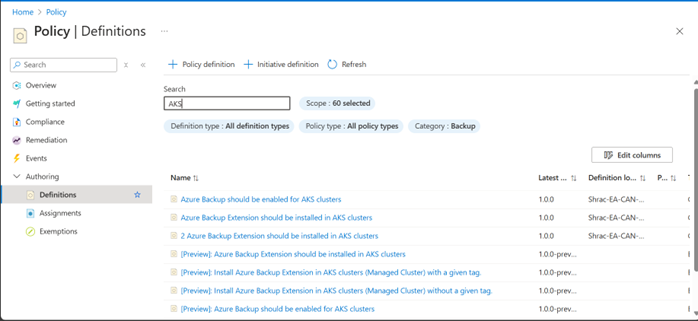 Home > Policy
Policy | Definitions ...
Search
Overview
Getting started
Compliance
Remediation
Events
Authoring
Definitions
Assignments
Exemptions
+ Policy definition + Initiative definition Refresh
Search
AKS Scope : 60 selected
Definition type : All definition types Policy type : All policy types Category : Backup
Edit columns
Name Latest ... Definition lo... P...
Azure Backup should be enabled for AKS clusters 1.0.0 Shrac-EA-CAN-...
Azure Backup Extension should be installed in AKS clusters 1.0.0 Shrac-EA-CAN-...
2 Azure Backup Extension should be installed in AKS clusters 1.0.0 Shrac-EA-CAN-...
[Preview]: Azure Backup Extension should be installed in AKS clusters 1.0.0-prev...
[Preview]: Install Azure Backup Extension in AKS clusters (Managed Cluster) with a given tag. 1.0.0-prev...
[Preview]: Install Azure Backup Extension in AKS clusters (Managed Cluster) without a given tag. 1.0.0-prev...
[Preview]: Azure Backup should be enabled for AKS clusters 1.0.0-prev...